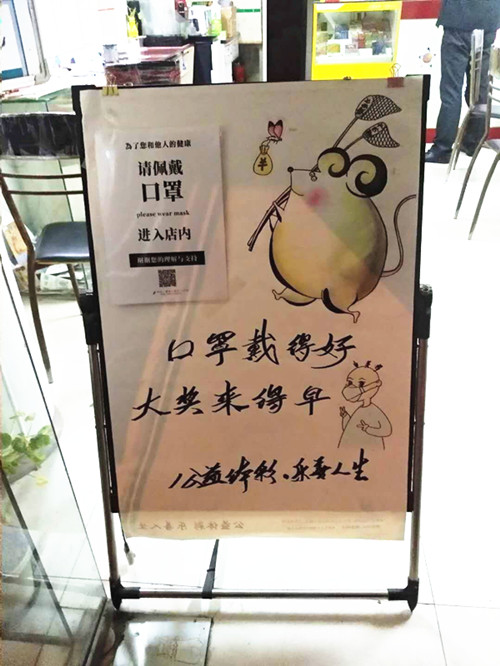 為了您和他人的健康
请佩戴
口罩
please wear mask
进入店内
感谢您的理解与支持
口罩戴得好
大奖来得早
公益体彩·乐善人生